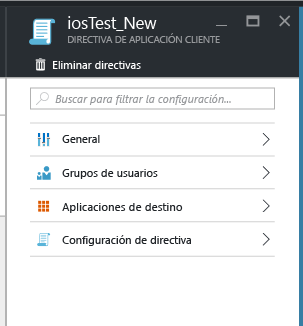 iosTest_New
DIRECTIVA DE APLICACIÓN CLIENTE
Eliminar directivas
Buscar para filtrar la configuración...
General
Grupos de usuarios
Aplicaciones de destino
Configuración de directiva